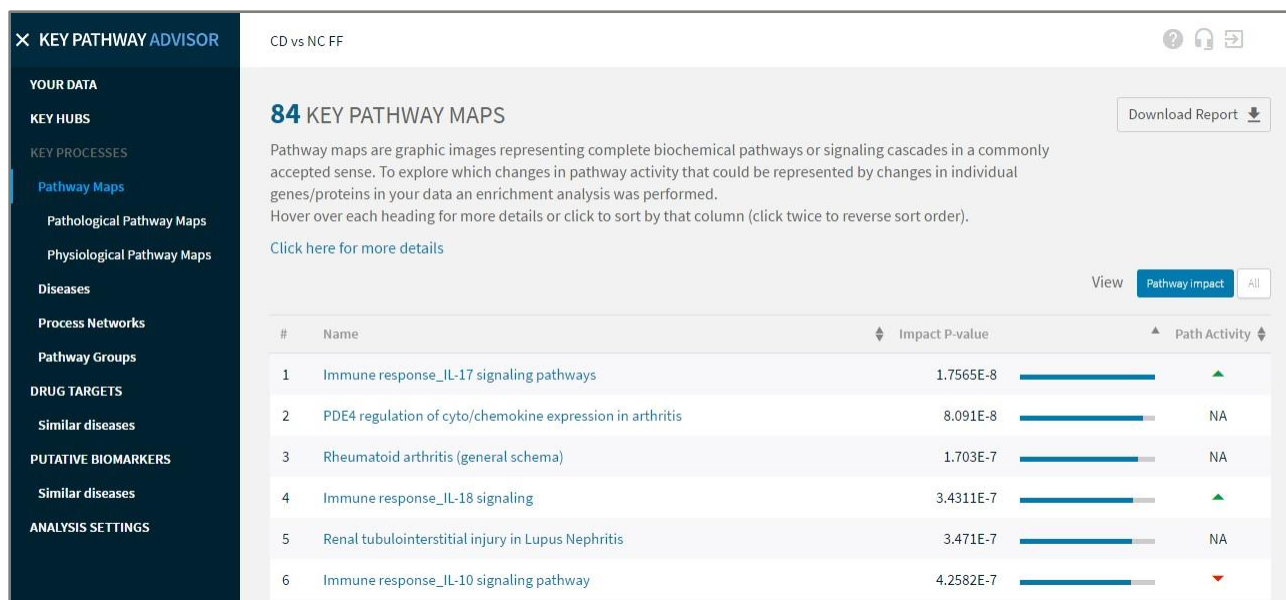 KEY PATHWAY ADVISOR
YOUR DATA
KEY HUBS
KEY PROCESSES
Pathway Maps
Pathological Pathway Maps
Physiological Pathway Maps
Diseases
Process Networks
Pathway Groups
DRUG TARGETS
Similar diseases
PUTATIVE BIOMARKERS
Similar diseases
ANALYSIS SETTINGS
CD vs NC FF
84 KEY PATHWAY MAPS
Download Report
Pathway maps are graphic images representing complete biochemical pathways or signaling cascades in a commonly
accepted sense. To explore which changes in pathway activity that could be represented by changes in individual
genes/proteins in your data an enrichment analysis was performed.
Hover over each heading for more details or click to sort by that column (click twice to reverse sort order).
Click here for more details
View Pathway impact All
# Name Impact P-value Path Activity
1 Immune response_IL-17 signaling pathways 1.7565E-8
2 PDE4 regulation of cyto/chemokine expression in arthritis 8.091E-8 NA
3 Rheumatoid arthritis (general schema) 1.703E-7 NA
4 Immune response_IL-18 signaling 3.4311E-7
5 Renal tubulointerstitial injury in Lupus Nephritis 3.471E-7 NA
6 Immune response_IL-10 signaling pathway 4.2582E-7